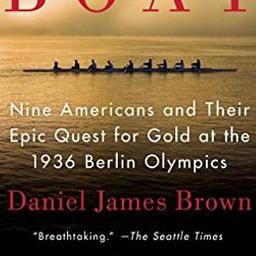 BOAT
Nine Americans and Their
Epic Quest for Gold at the
1936 Berlin Olympics
Daniel James Brown
"Breathtaking." —The Seattle Times